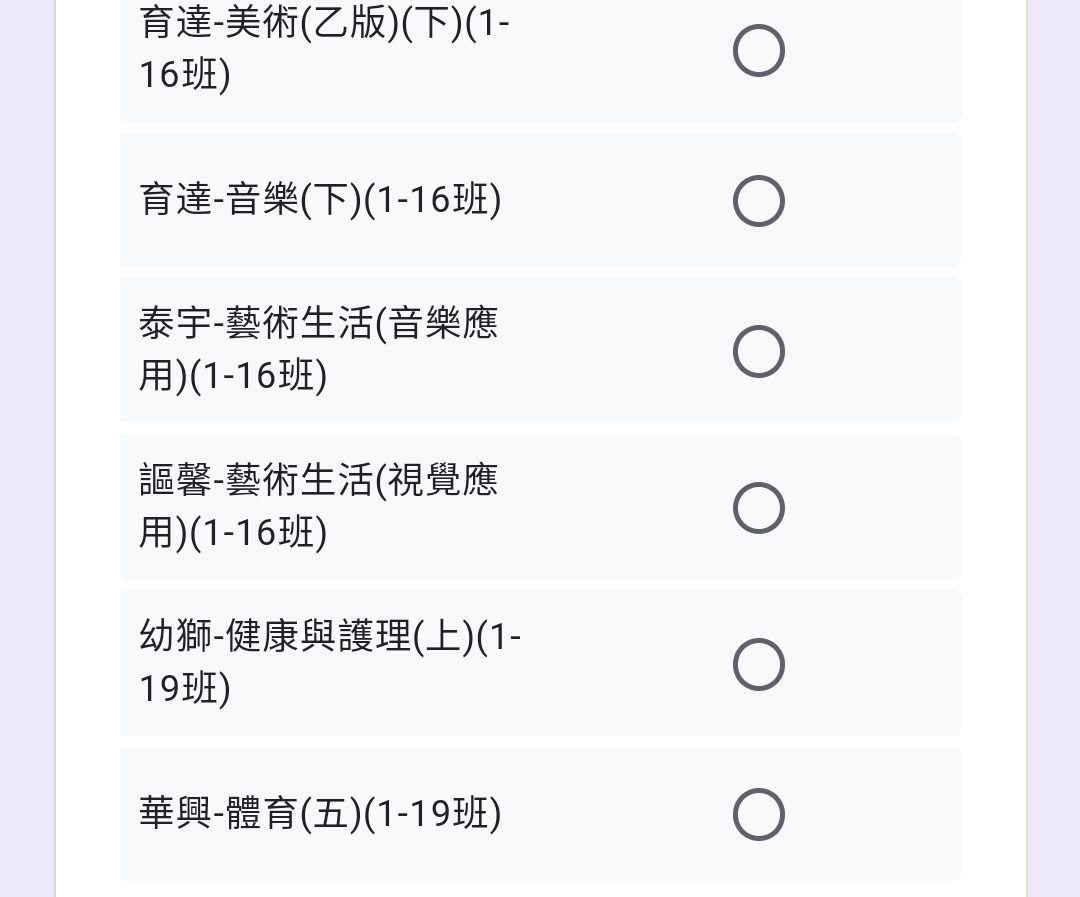 育達-美術(乙版)(下)(1-
16班)
育達-音樂(下)(1-16班)
泰宇-藝術生活(音樂應
用)(1-16班)
謳馨-藝術生活(視覺應
用)(1-16班)
幼獅-健康與護理(上)(1-
19班)
華興-體育(五)(1-19班)